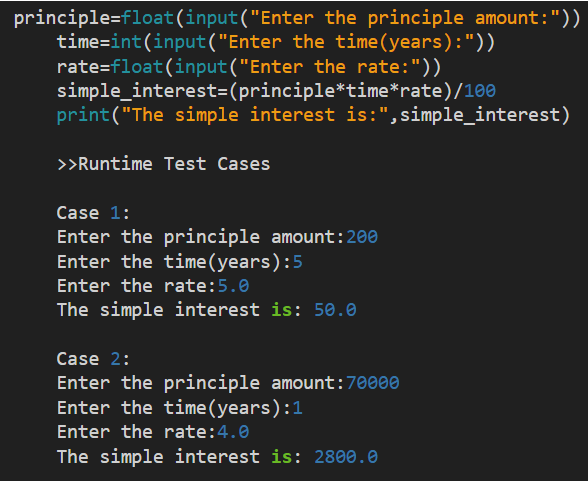 principle=float(input("Enter the principle amount:"))
time=int(input("Enter the time(years):"))
rate=float(input("Enter the rate:"))
simple_interest=(principle*time*rate)/100
print("The simple interest is:",simple_interest)
>>Runtime Test Cases
Case 1:
Enter the principle amount:200
Enter the time(years):5
Enter the rate:5.0
The simple interest is: 50.0
Case 2:
Enter the principle amount:70000
Enter the time(years):1
Enter the rate:4.0
The simple interest is: 2800.0